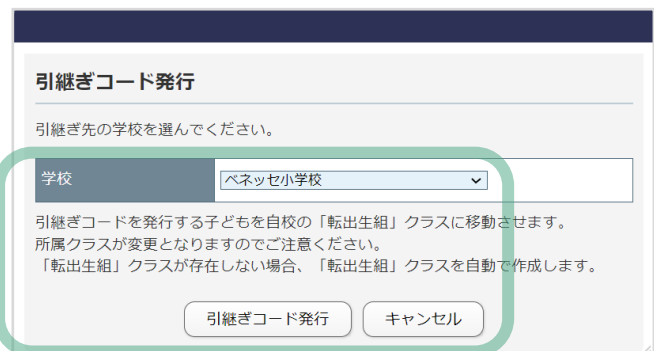 引継ぎコード発行
引継ぎ先の学校を選んでください。
学校
ベネッセ小学校
引継ぎコードを発行する子どもを自校の「転出生組」クラスに移動させます。
所属クラスが変更となりますのでご注意ください。
「転出生組」クラスが存在しない場合、「転出生組」クラスを自動で作成します。
引継ぎコード発行 キャンセル